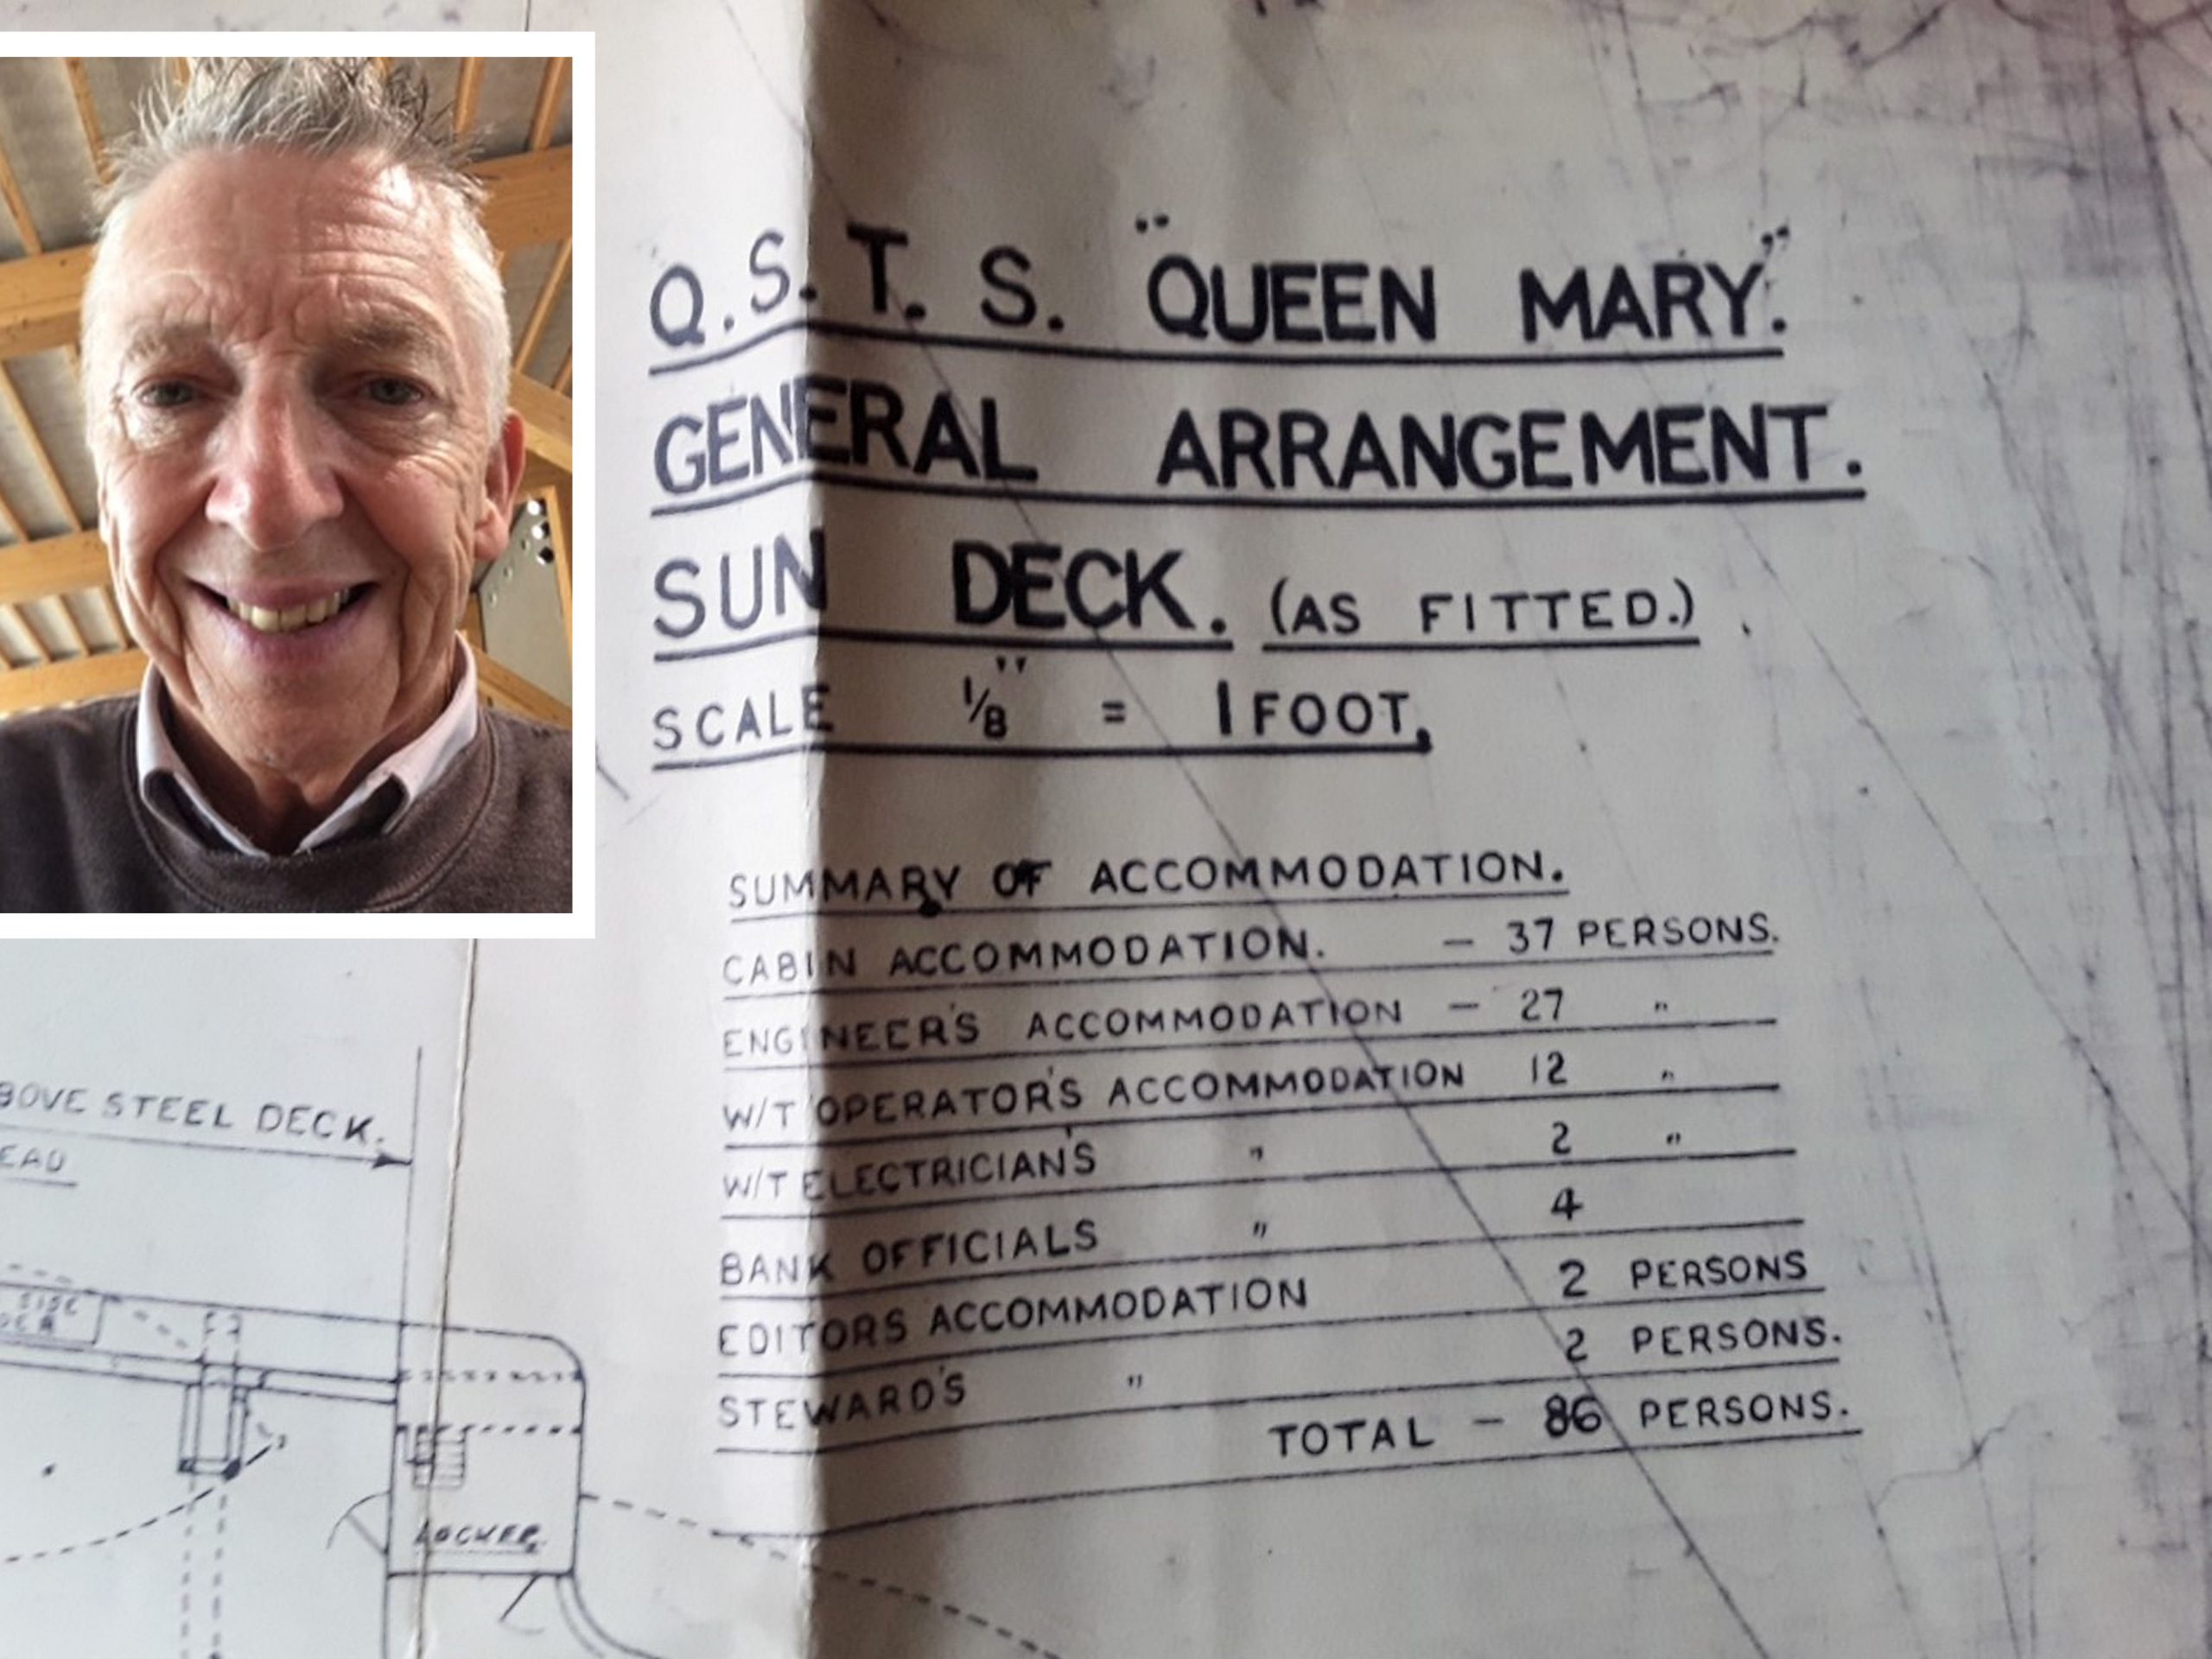 Q.S.T.S. "QUEEN MARY".
GENERAL ARRANGEMENT.
SUN DECK. (AS FITTED.)
SCALE 1/8" = 1 FOOT.
SUMMARY OF ACCOMMODATION.
CABIN ACCOMMODATION. — 37 PERSONS.
ENGINEER'S ACCOMMODATION — 27 "
W/T OPERATOR'S ACCOMMODATION 12 "
W/T ELECTRICIAN'S " 2 "
BANK OFFICIALS " 4
EDITORS ACCOMMODATION 2 PERSONS
STEWARD'S " 2 PERSONS.
TOTAL — 86 PERSONS.
BOVE STEEL DECK.
EAD
SIDE
LOCKER.